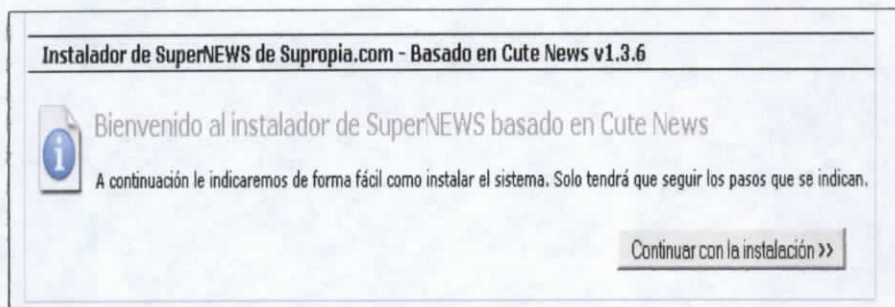 Instalador de SuperNEWS de Supropia.com - Basado en Cute News v1.3.6
Bienvenido al instalador de SuperNEWS basado en Cute News
A continuación le indicaremos de forma fácil como instalar el sistema. Solo tendrá que seguir los pasos que se indican.
Continuar con la instalación >>